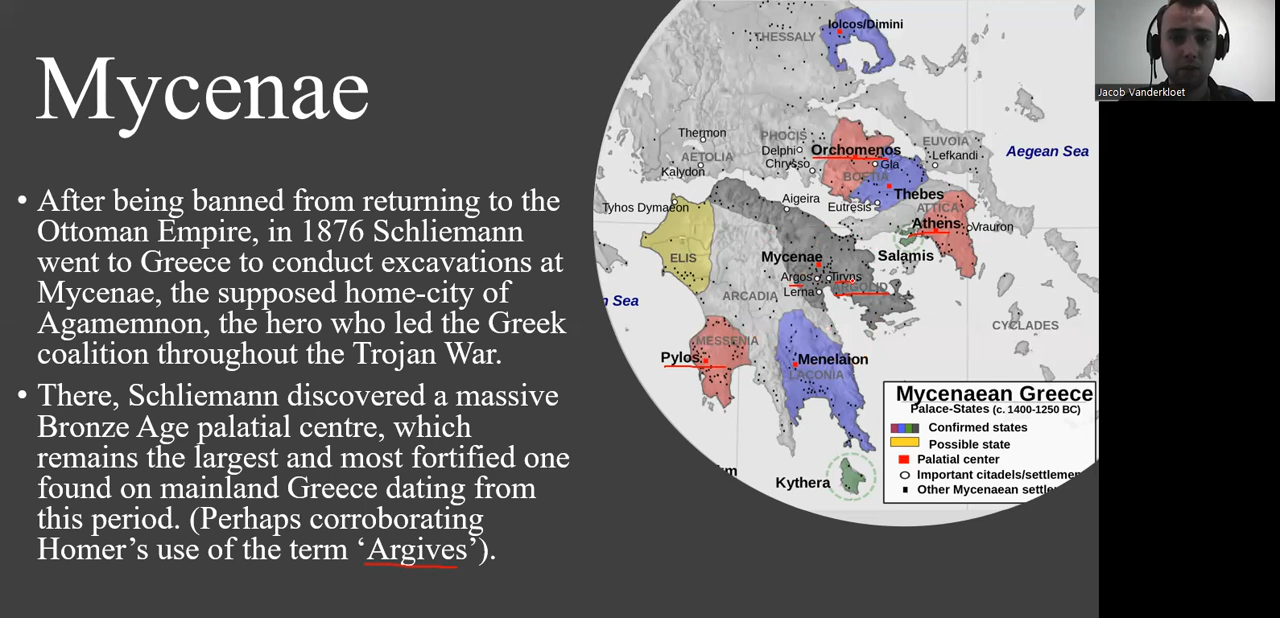 Mycenae
• After being banned from returning to the
Ottoman Empire, in 1876 Schliemann
went to Greece to conduct excavations at
Mycenae, the supposed home-city of
Agamemnon, the hero who led the Greek
coalition throughout the Trojan War.
• There, Schliemann discovered a massive
Bronze Age palatial centre, which
remains the largest and most fortified one
found on mainland Greece dating from
this period. (Perhaps corroborating
Homer’s use of the term ‘Argives’).
Iolcos/Dimini
THESSALY
Thermon
PHOCIS
Delphi
Orchomenos
EUVOIA
Aegean Sea
AETOLIA
Chrysso
Gla
Lefkandi
Kalydon
BOETIA
Thebes
Tyhos Dymaeon
Aigeira
Eutresis
ATTICA
Athens
Vrauron
ELIS
Mycenae
Salamis
Argos
Tiryns
Lerna
ARGOLID
n Sea
ARCADIA
CYCLADES
MESSENIA
Pylos
Menelaion
LACONIA
Kythera
m
Mycenaean Greece
Palace-States (c. 1400-1250 BC)
Confirmed states
Possible state
Palatial center
Important citadels/settlemen
Other Mycenaean settle
Jacob Vanderkloet